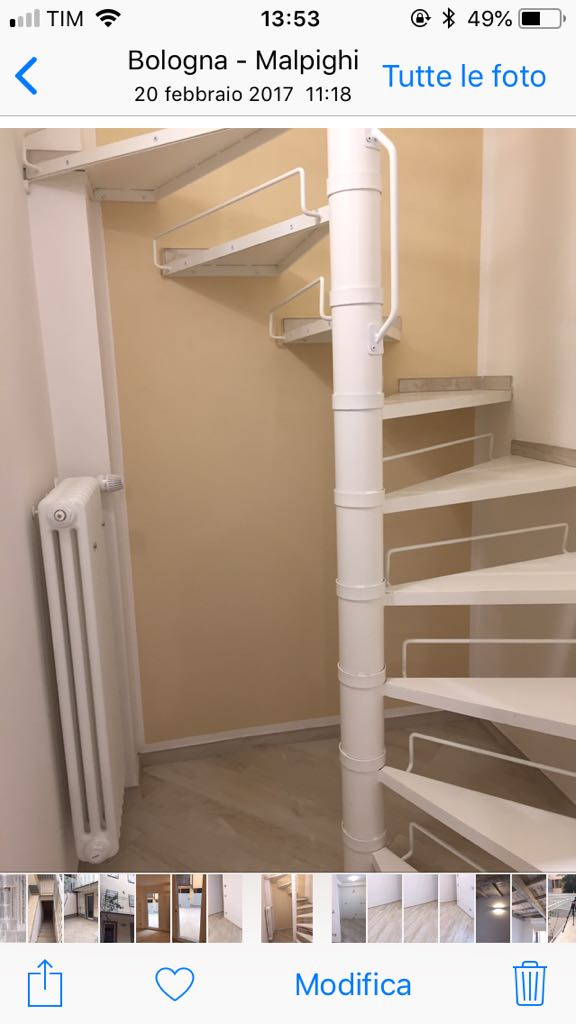 TIM 13:53 49%
Bologna - Malpighi
20 febbraio 2017 11:18
Tutte le foto
Modifica